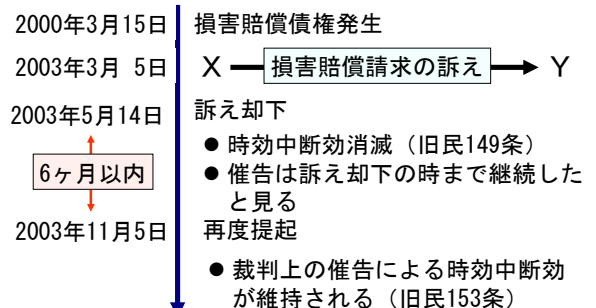 2000年3月15日 損害賠償債権発生
2003年3月 5日 X 損害賠償請求の訴え Y
2003年5月14日 訴え却下
● 時効中断効消滅（旧民149条）
6ヶ月以内
● 催告は訴え却下の時まで継続した
と見る
2003年11月5日 再度提起
● 裁判上の催告による時効中断効
が維持される（旧民153条）